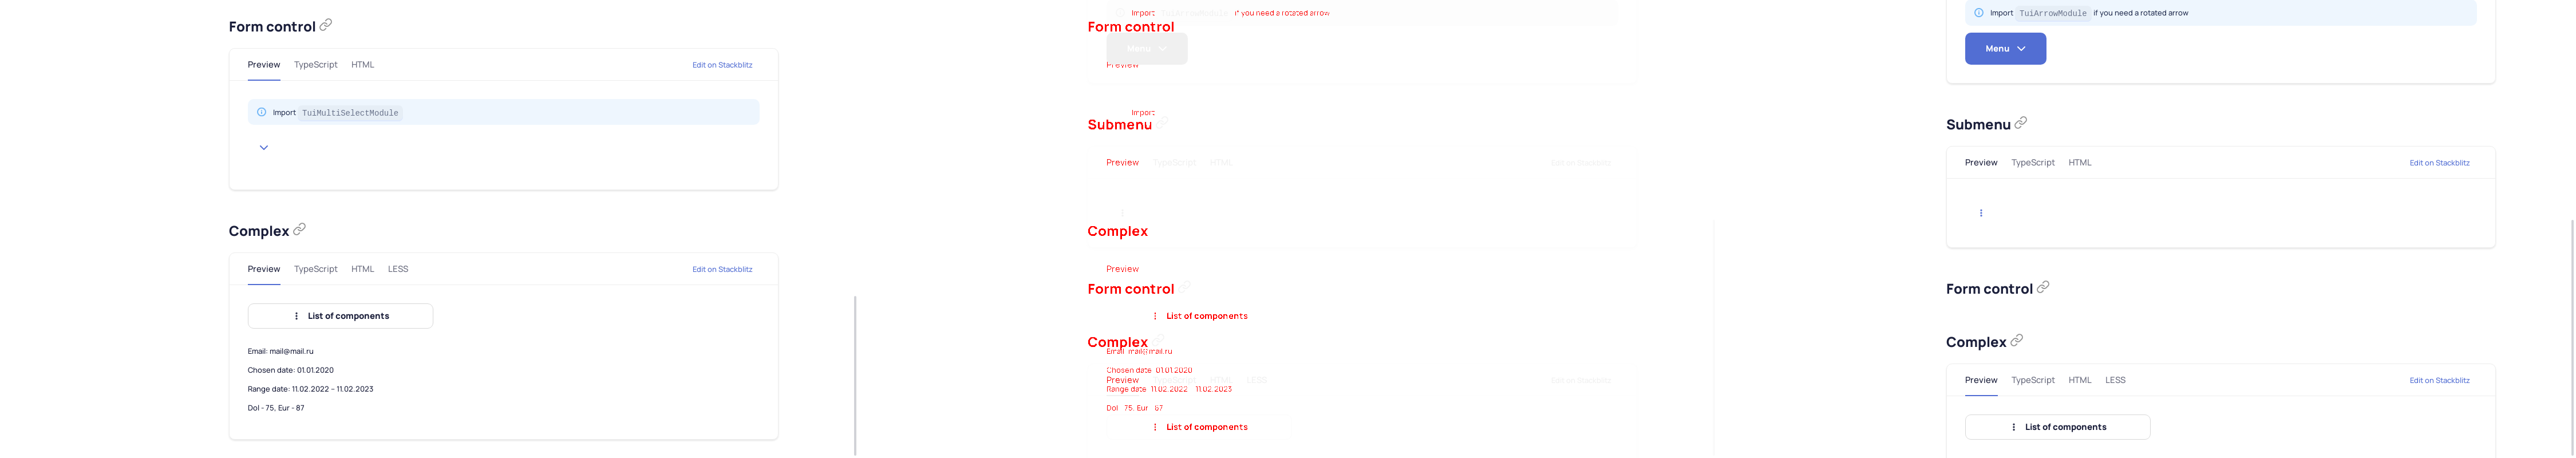 Form control
Preview TypeScript HTML Edit on Stackblitz
Import TuiMultiSelectModule
Complex
Preview TypeScript HTML LESS Edit on Stackblitz
List of components
Email: mail@mail.ru
Chosen date: 01.01.2020
Range date: 11.02.2022 – 11.02.2023
Dol - 75, Eur - 87
Import if you need a rotated arrow
Form control
Menu
Preview
Import
Submenu
Preview TypeScript HTML Edit on Stackblitz
Complex
Preview
Form control
List of components
Complex
Email mail@mail.ru
Chosen date 01.01.2020
Preview TypeScript HTML LESS Edit on Stackblitz
Range date 11.02.2022 11.02.2023
Dol 75, Eur 87
List of components
Import TuiArrowModule if you need a rotated arrow
Menu
Submenu
Preview TypeScript HTML Edit on Stackblitz
Form control
Complex
Preview TypeScript HTML LESS Edit on Stackblitz
List of components